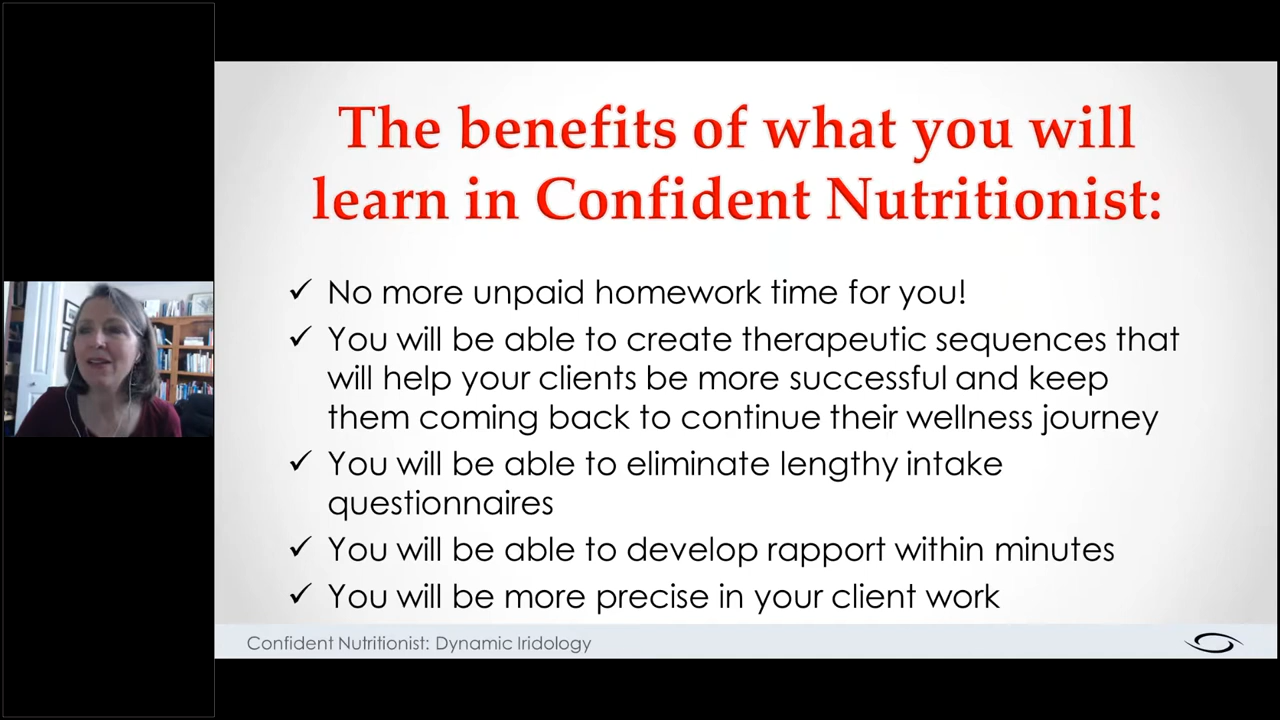 The benefits of what you will
learn in Confident Nutritionist:
✓ No more unpaid homework time for you!
✓ You will be able to create therapeutic sequences that
will help your clients be more successful and keep
them coming back to continue their wellness journey
✓ You will be able to eliminate lengthy intake
questionnaires
✓ You will be able to develop rapport within minutes
✓ You will be more precise in your client work
Confident Nutritionist: Dynamic Iridology